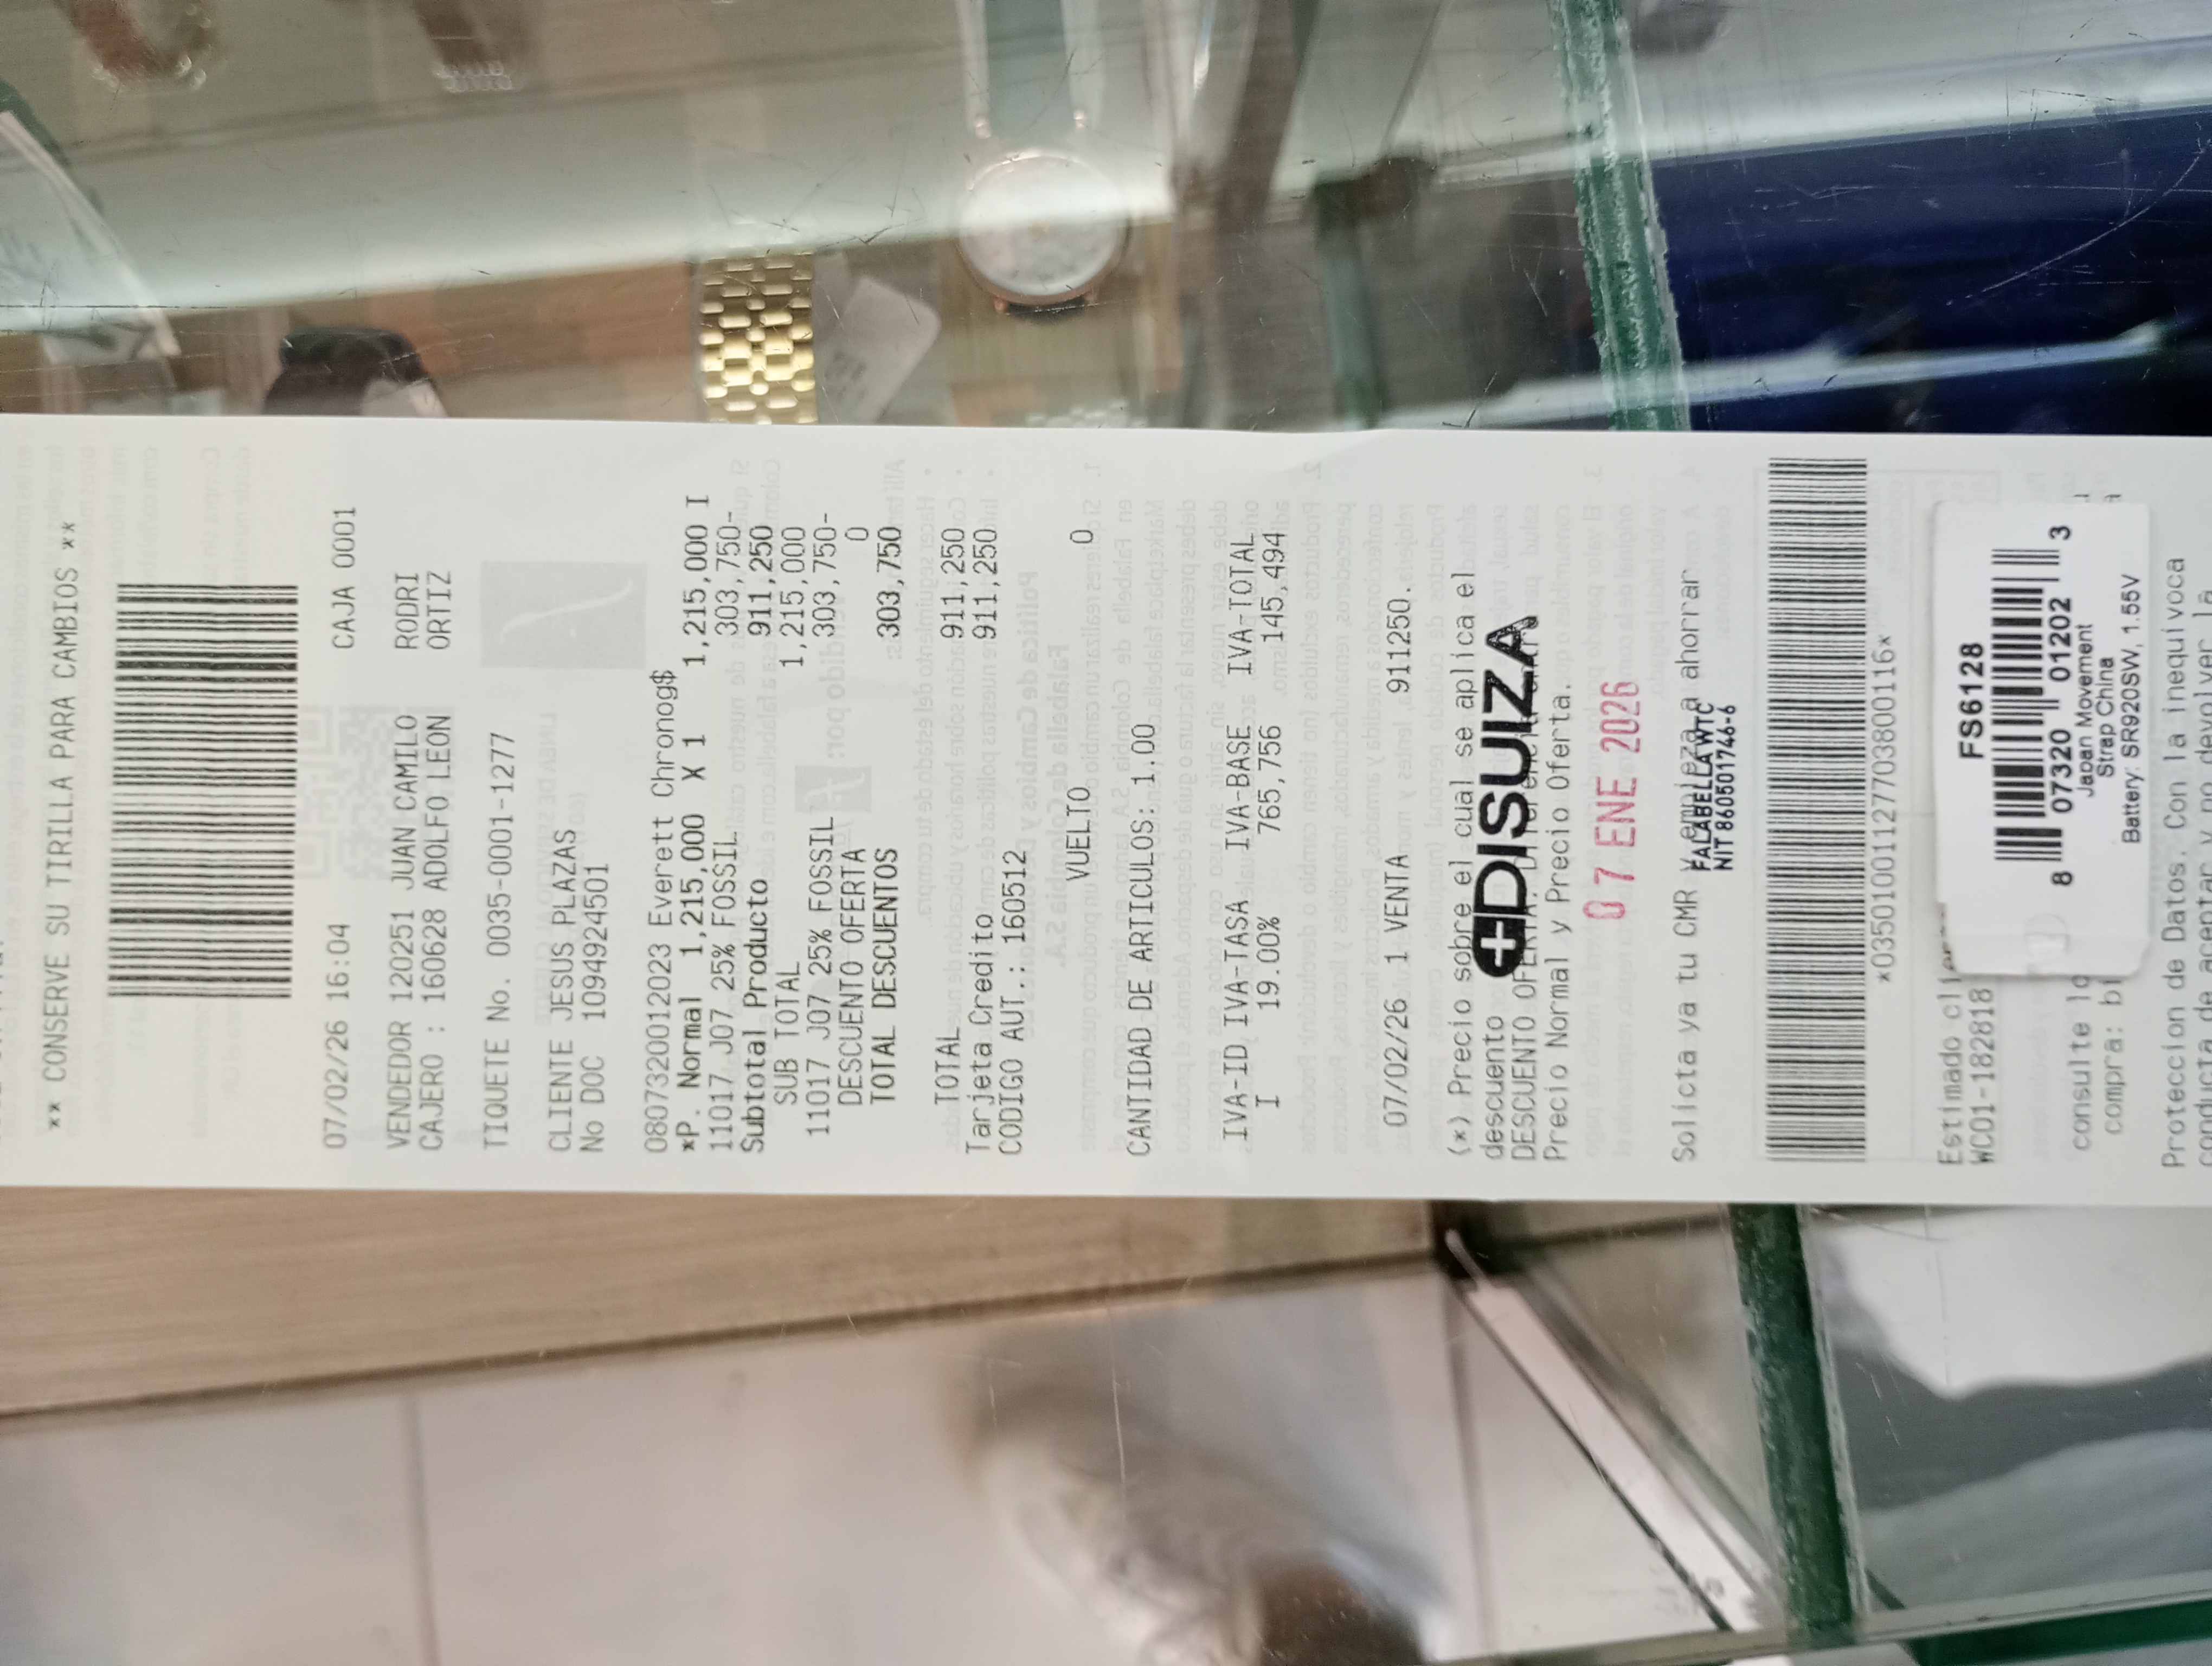 ** CONSERVE SU TIRILLA PARA CAMBIOS **
07/02/26 16:04 CAJA 0001
VENDEDOR 120251 JUAN CAMILO RODRI
CAJERO : 160628 ADOLFO LEON ORTIZ
TIQUETE No. 0035-0001-1277
CLIENTE JESUS PLAZAS
No DOC 1094924501
0807320012023 Everett Chronog$
*P. Normal 1,215,000 X 1 1,215,000 I
11017 J07 25% FOSSIL 303,750-
Subtotal Producto 911,250
SUB TOTAL 1,215,000
11017 J07 25% FOSSIL 303,750-
DESCUENTO OFERTA 0
TOTAL DESCUENTOS 303,750
TOTAL 911,250
Tarjeta Credito 911,250
CODIGO AUT.: 160512
VUELTO 0
CANTIDAD DE ARTICULOS: 1.00
IVA-ID IVA-TASA IVA-BASE IVA-TOTAL
I 19.00% 765,756 145,494
07/02/26 1 VENTA 911250.
(*) Precio sobre el cual se aplica el
descuento
DISUIZA
DESCUENTO OFERTA:
Precio Normal y Precio Oferta.
07 ENE 2026
Solicta ya tu CMR y empieza a ahorrar
FALABELLA WTC
NIT 860501746-6
*035010011277070380011​6*
Estimado
WC01-182818
FS6128
8 07320 01202 3
Japan Movement
Strap China
Battery: SR920SW, 1.55V
consulte
compra:
Proteccion de Datos. Con la inequivoca
conducta de aceptar y no devolver la